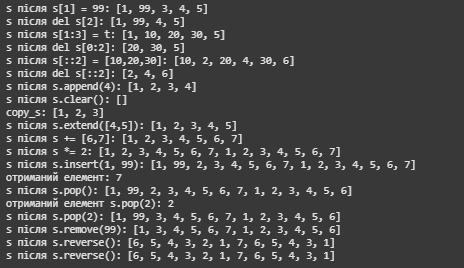 s після s[1] = 99: [1, 99, 3, 4, 5]
s після del s[2]: [1, 99, 4, 5]
s після s[1:3] = t: [1, 10, 20, 30, 5]
s після del s[0:2]: [20, 30, 5]
s після s[::2] = [10,20,30]: [10, 2, 20, 4, 30, 6]
s після del s[::2]: [2, 4, 6]
s після s.append(4): [1, 2, 3, 4]
s після s.clear(): []
copy_s: [1, 2, 3]
s після s.extend([4,5]): [1, 2, 3, 4, 5]
s після s += [6,7]: [1, 2, 3, 4, 5, 6, 7]
s після s *= 2: [1, 2, 3, 4, 5, 6, 7, 1, 2, 3, 4, 5, 6, 7]
s після s.insert(1, 99): [1, 99, 2, 3, 4, 5, 6, 7, 1, 2, 3, 4, 5, 6, 7]
отриманий елемент: 7
s після s.pop(): [1, 99, 2, 3, 4, 5, 6, 7, 1, 2, 3, 4, 5, 6]
отриманий елемент s.pop(2): 2
s після s.pop(2): [1, 99, 3, 4, 5, 6, 7, 1, 2, 3, 4, 5, 6]
s після s.remove(99): [1, 3, 4, 5, 6, 7, 1, 2, 3, 4, 5, 6]
s після s.reverse(): [6, 5, 4, 3, 2, 1, 7, 6, 5, 4, 3, 1]
s після s.reverse(): [6, 5, 4, 3, 2, 1, 7, 6, 5, 4, 3, 1]